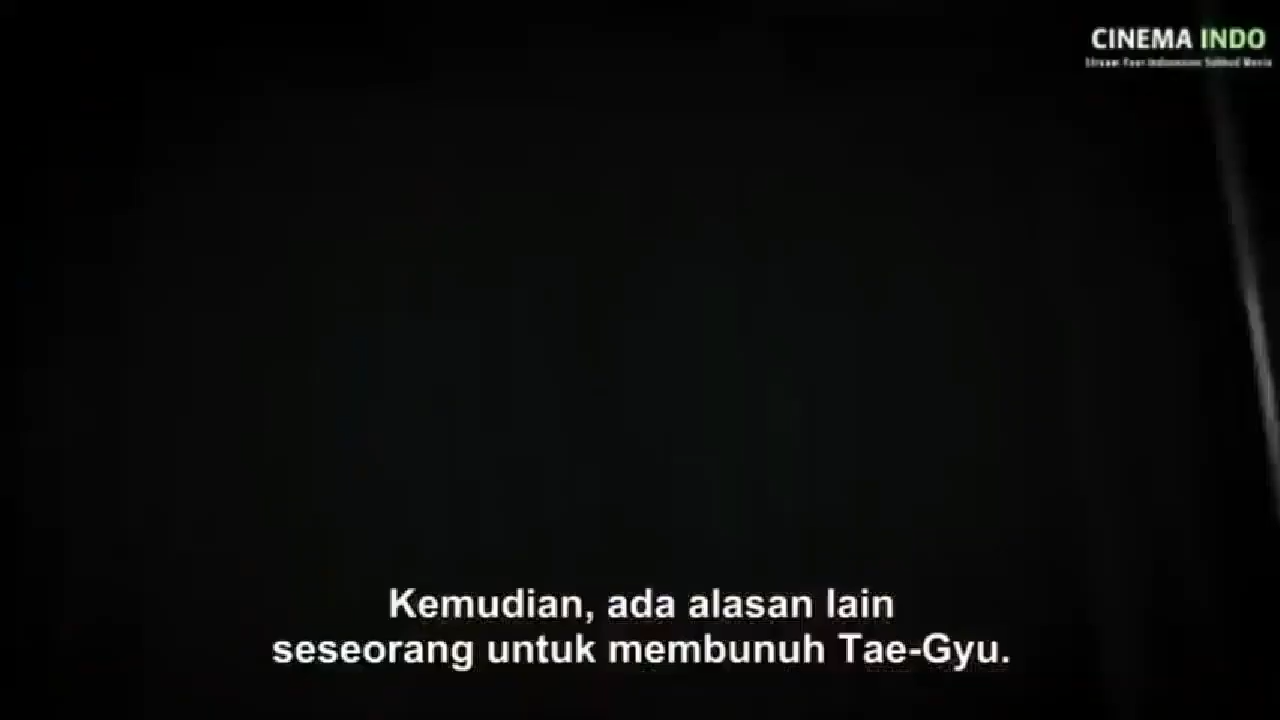 CINEMA INDO
Kemudian, ada alasan lain
seseorang untuk membunuh Tae-Gyu.